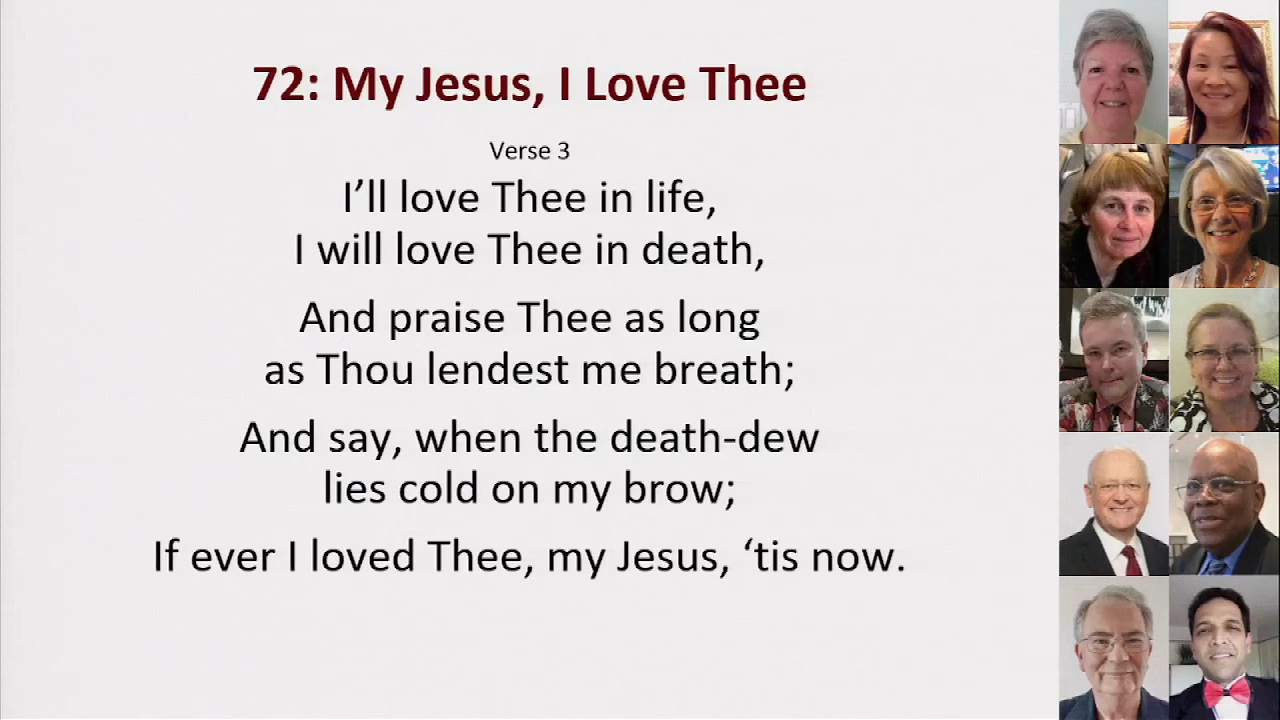 72: My Jesus, I Love Thee
Verse 3
I’ll love Thee in life,
I will love Thee in death,
And praise Thee as long
as Thou lendest me breath;
And say, when the death-dew
lies cold on my brow;
If ever I loved Thee, my Jesus, ‘tis now.